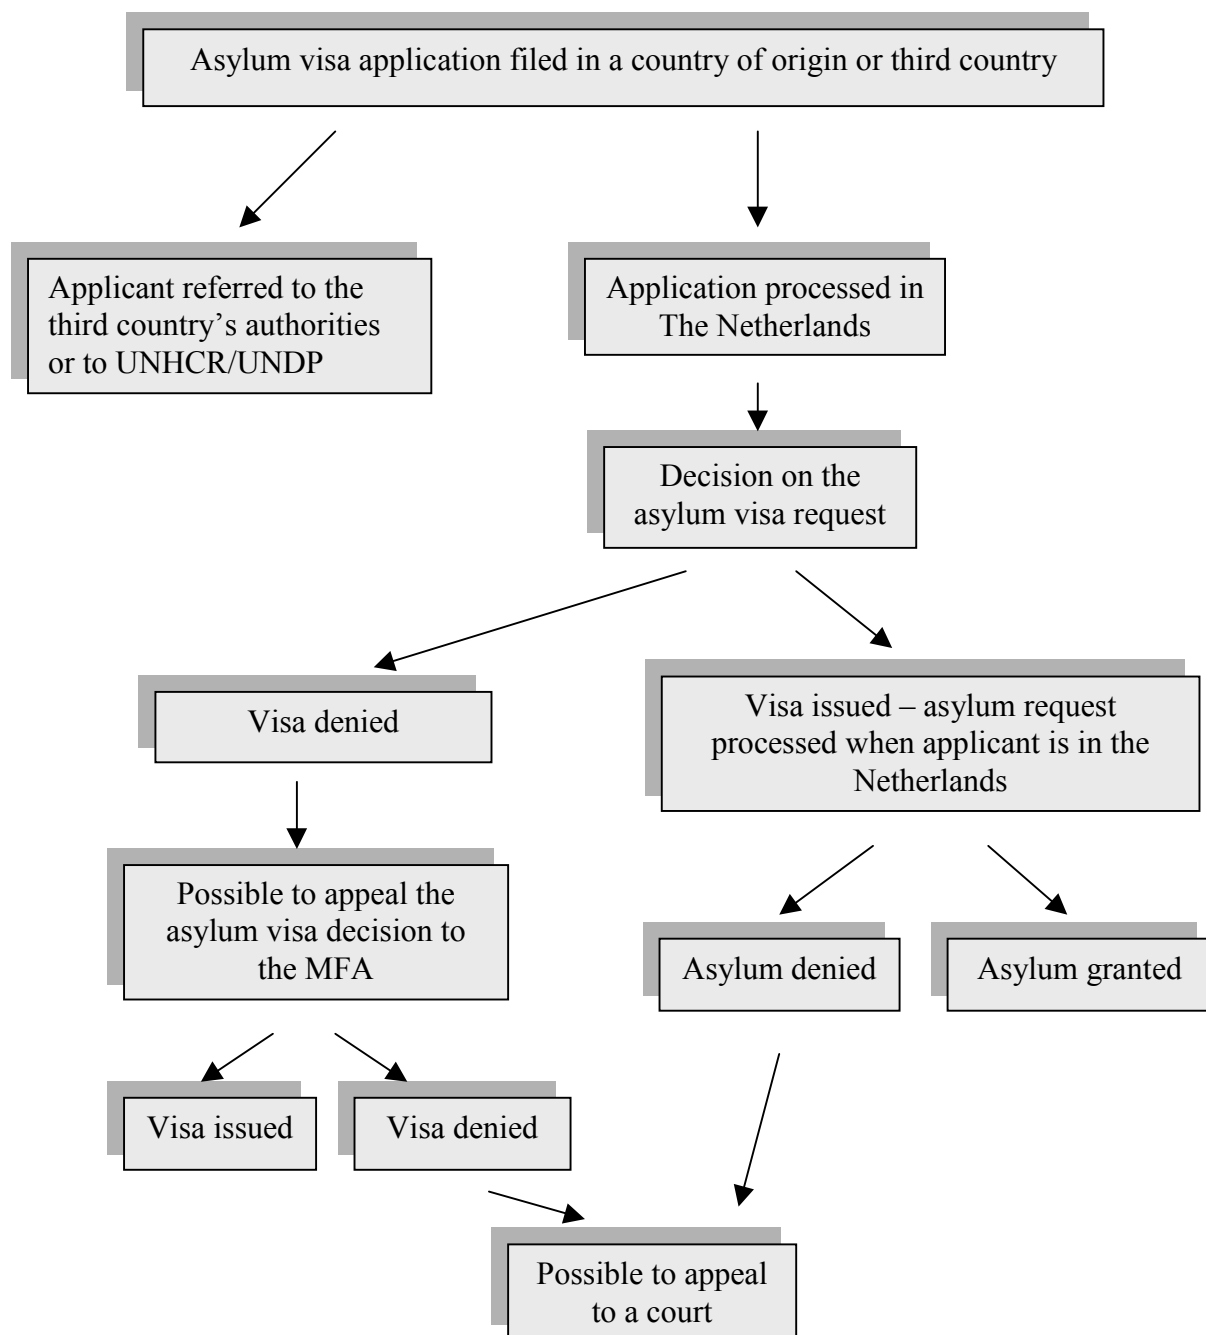 Asylum visa application filed in a country of origin or third country
Applicant referred to the
third country’s authorities
or to UNHCR/UNDP
Application processed in
The Netherlands
Decision on the
asylum visa request
Visa denied
Visa issued – asylum request
processed when applicant is in the
Netherlands
Possible to appeal the
asylum visa decision to
the MFA
Asylum denied
Asylum granted
Visa issued
Visa denied
Possible to appeal
to a court